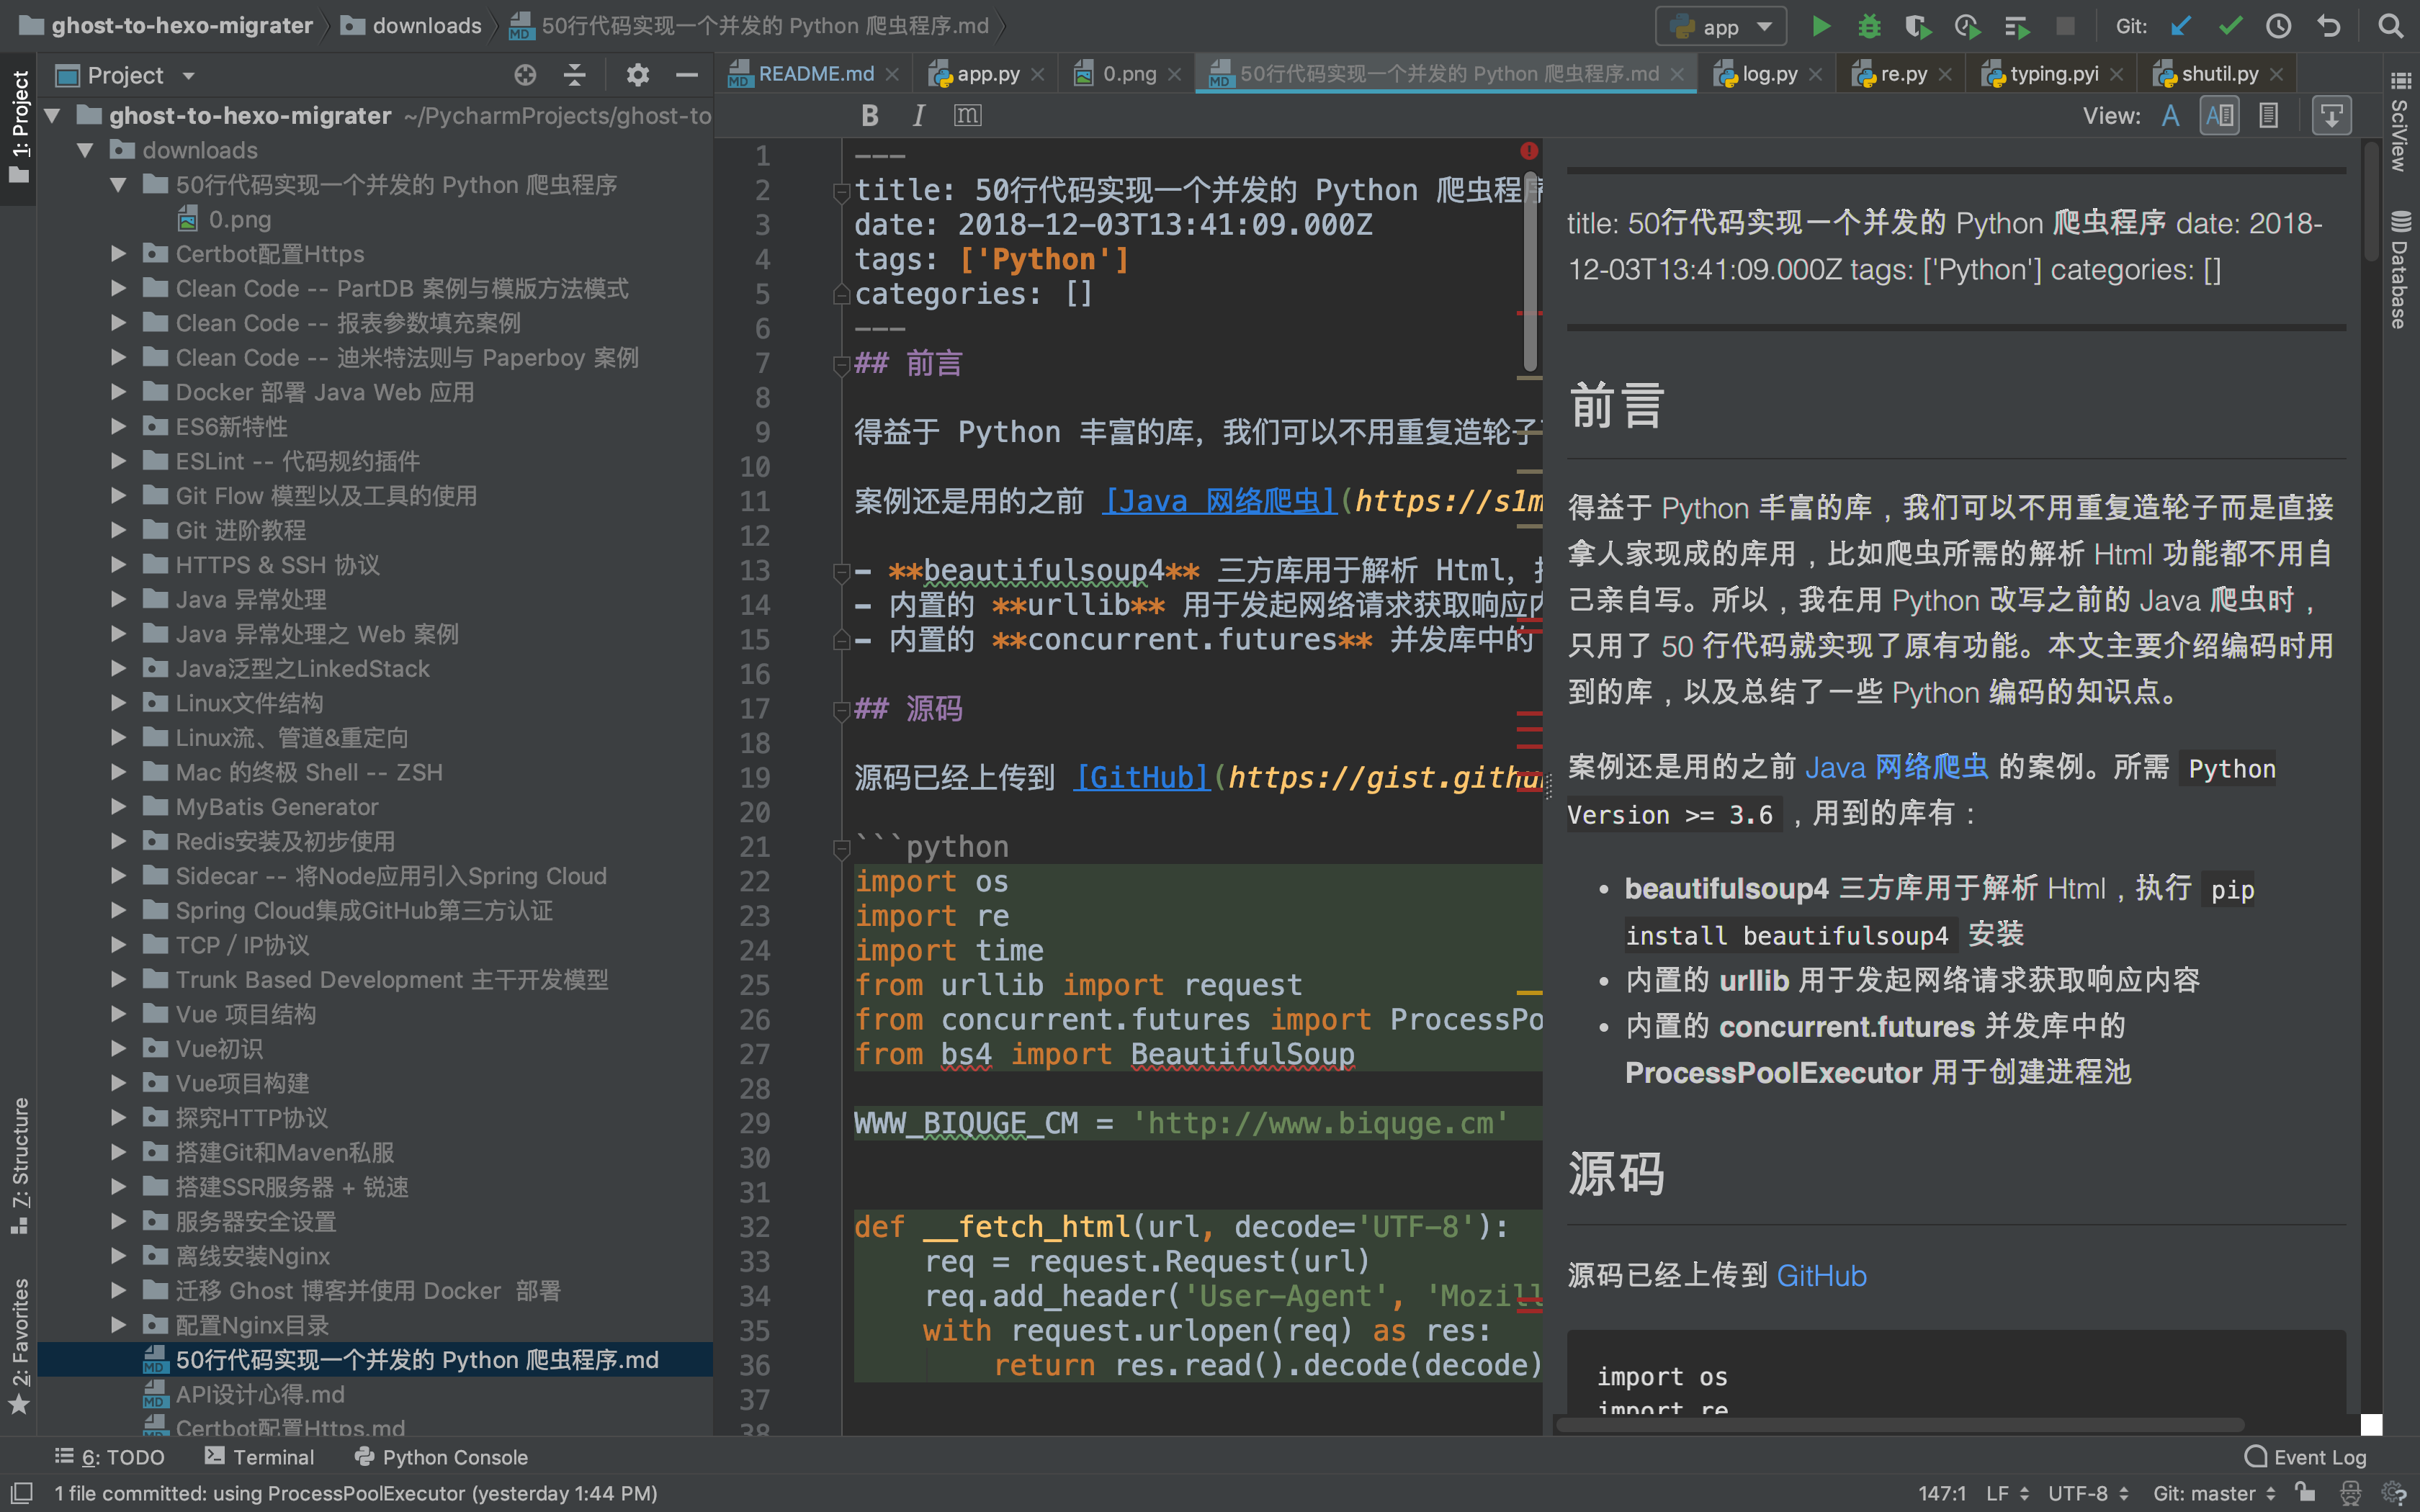 ghost-to-hexo-migrater
downloads
50行代码实现一个并发的 Python 爬虫程序.md
app
Git:
1: Project
Project
README.md
app.py
0.png
50行代码实现一个并发的 Python 爬虫程序.md
log.py
re.py
typing.pyi
shutil.py
View:
SciView
Database
ghost-to-hexo-migrater ~/PycharmProjects/ghost-to
downloads
50行代码实现一个并发的 Python 爬虫程序
0.png
Certbot配置Https
Clean Code -- PartDB 案例与模版方法模式
Clean Code -- 报表参数填充案例
Clean Code -- 迪米特法则与 Paperboy 案例
Docker 部署 Java Web 应用
ES6新特性
ESLint -- 代码规约插件
Git Flow 模型以及工具的使用
Git 进阶教程
HTTPS & SSH 协议
Java 异常处理
Java 异常处理之 Web 案例
Java泛型之LinkedStack
Linux文件结构
Linux流、管道&重定向
Mac 的终极 Shell -- ZSH
MyBatis Generator
Redis安装及初步使用
Sidecar -- 将Node应用引入Spring Cloud
Spring Cloud集成GitHub第三方认证
TCP / IP协议
Trunk Based Development 主干开发模型
Vue 项目结构
Vue初识
Vue项目构建
探究HTTP协议
搭建Git和Maven私服
搭建SSR服务器 + 锐速
服务器安全设置
离线安装Nginx
迁移 Ghost 博客并使用 Docker 部署
配置Nginx目录
50行代码实现一个并发的 Python 爬虫程序.md
API设计心得.md
Certbot配置Https.md
7: Structure
2: Favorites
B I m
1 ---
2 title: 50行代码实现一个并发的 Python 爬虫程序
3 date: 2018-12-03T13:41:09.000Z
4 tags: ['Python']
5 categories: []
6 ---
7 ## 前言
8
9 得益于 Python 丰富的库，我们可以不用重复造轮子
10
11 案例还是用的之前 [Java 网络爬虫](https://s1m
12
13 - **beautifulsoup4** 三方库用于解析 Html，
14 - 内置的 **urllib** 用于发起网络请求获取响应内
15 - 内置的 **concurrent.futures** 并发库中的
16
17 ## 源码
18
19 源码已经上传到 [GitHub](https://gist.githu
20
21 ```python
22 import os
23 import re
24 import time
25 from urllib import request
26 from concurrent.futures import ProcessPo
27 from bs4 import BeautifulSoup
28
29 WWW_BIQUGE_CM = 'http://www.biquge.cm'
30
31
32 def __fetch_html(url, decode='UTF-8'):
33 req = request.Request(url)
34 req.add_header('User-Agent', 'Mozill
35 with request.urlopen(req) as res:
36 return res.read().decode(decode)
37
38
title: 50行代码实现一个并发的 Python 爬虫程序 date: 2018-
12-03T13:41:09.000Z tags: ['Python'] categories: []
前言
得益于 Python 丰富的库，我们可以不用重复造轮子而是直接
拿人家现成的库用，比如爬虫所需的解析 Html 功能都不用自
己亲自写。所以，我在用 Python 改写之前的 Java 爬虫时，
只用了 50 行代码就实现了原有功能。本文主要介绍编码时用
到的库，以及总结了一些 Python 编码的知识点。
案例还是用的之前 Java 网络爬虫 的案例。所需 Python
Version >= 3.6 ，用到的库有：
• beautifulsoup4 三方库用于解析 Html，执行 pip
install beautifulsoup4 安装
• 内置的 urllib 用于发起网络请求获取响应内容
• 内置的 concurrent.futures 并发库中的
ProcessPoolExecutor 用于创建进程池
源码
源码已经上传到 GitHub
import os
import re
6: TODO
Terminal
Python Console
Event Log
1 file committed: using ProcessPoolExecutor (yesterday 1:44 PM)
147:1
LF
UTF-8
Git: master